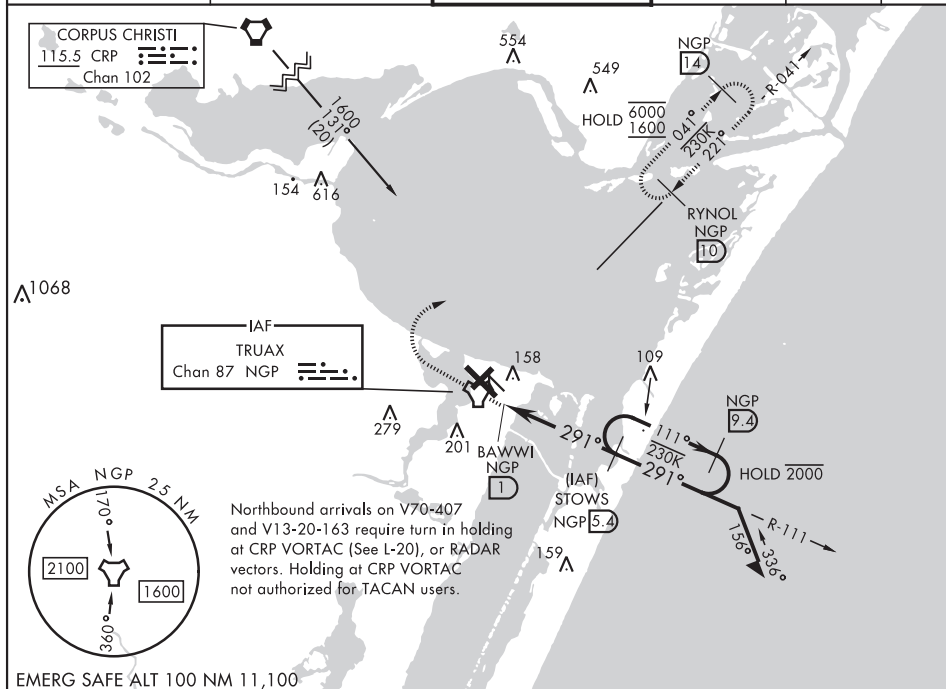 CORPUS CHRISTI
115.5 CRP
Chan 102
1600
131°
(20)
554
549
NGP
14
R-041
HOLD 6000
1600
041°
230K
221°
RYNOL
NGP
10
154
616
1068
IAF
TRUAX
Chan 87 NGP
158
109
279
201
BAWWI
NGP
1
291°
111°
230K
291°
NGP
9.4
HOLD 2000
(IAF)
STOWS
NGP 5.4
R-111
156°
336°
159
MSA NGP 25 NM
170°
2100
1600
360°
Northbound arrivals on V70-407
and V13-20-163 require turn in holding
at CRP VORTAC (See L-20), or RADAR
vectors. Holding at CRP VORTAC
not authorized for TACAN users.
EMERG SAFE ALT 100 NM 11,100